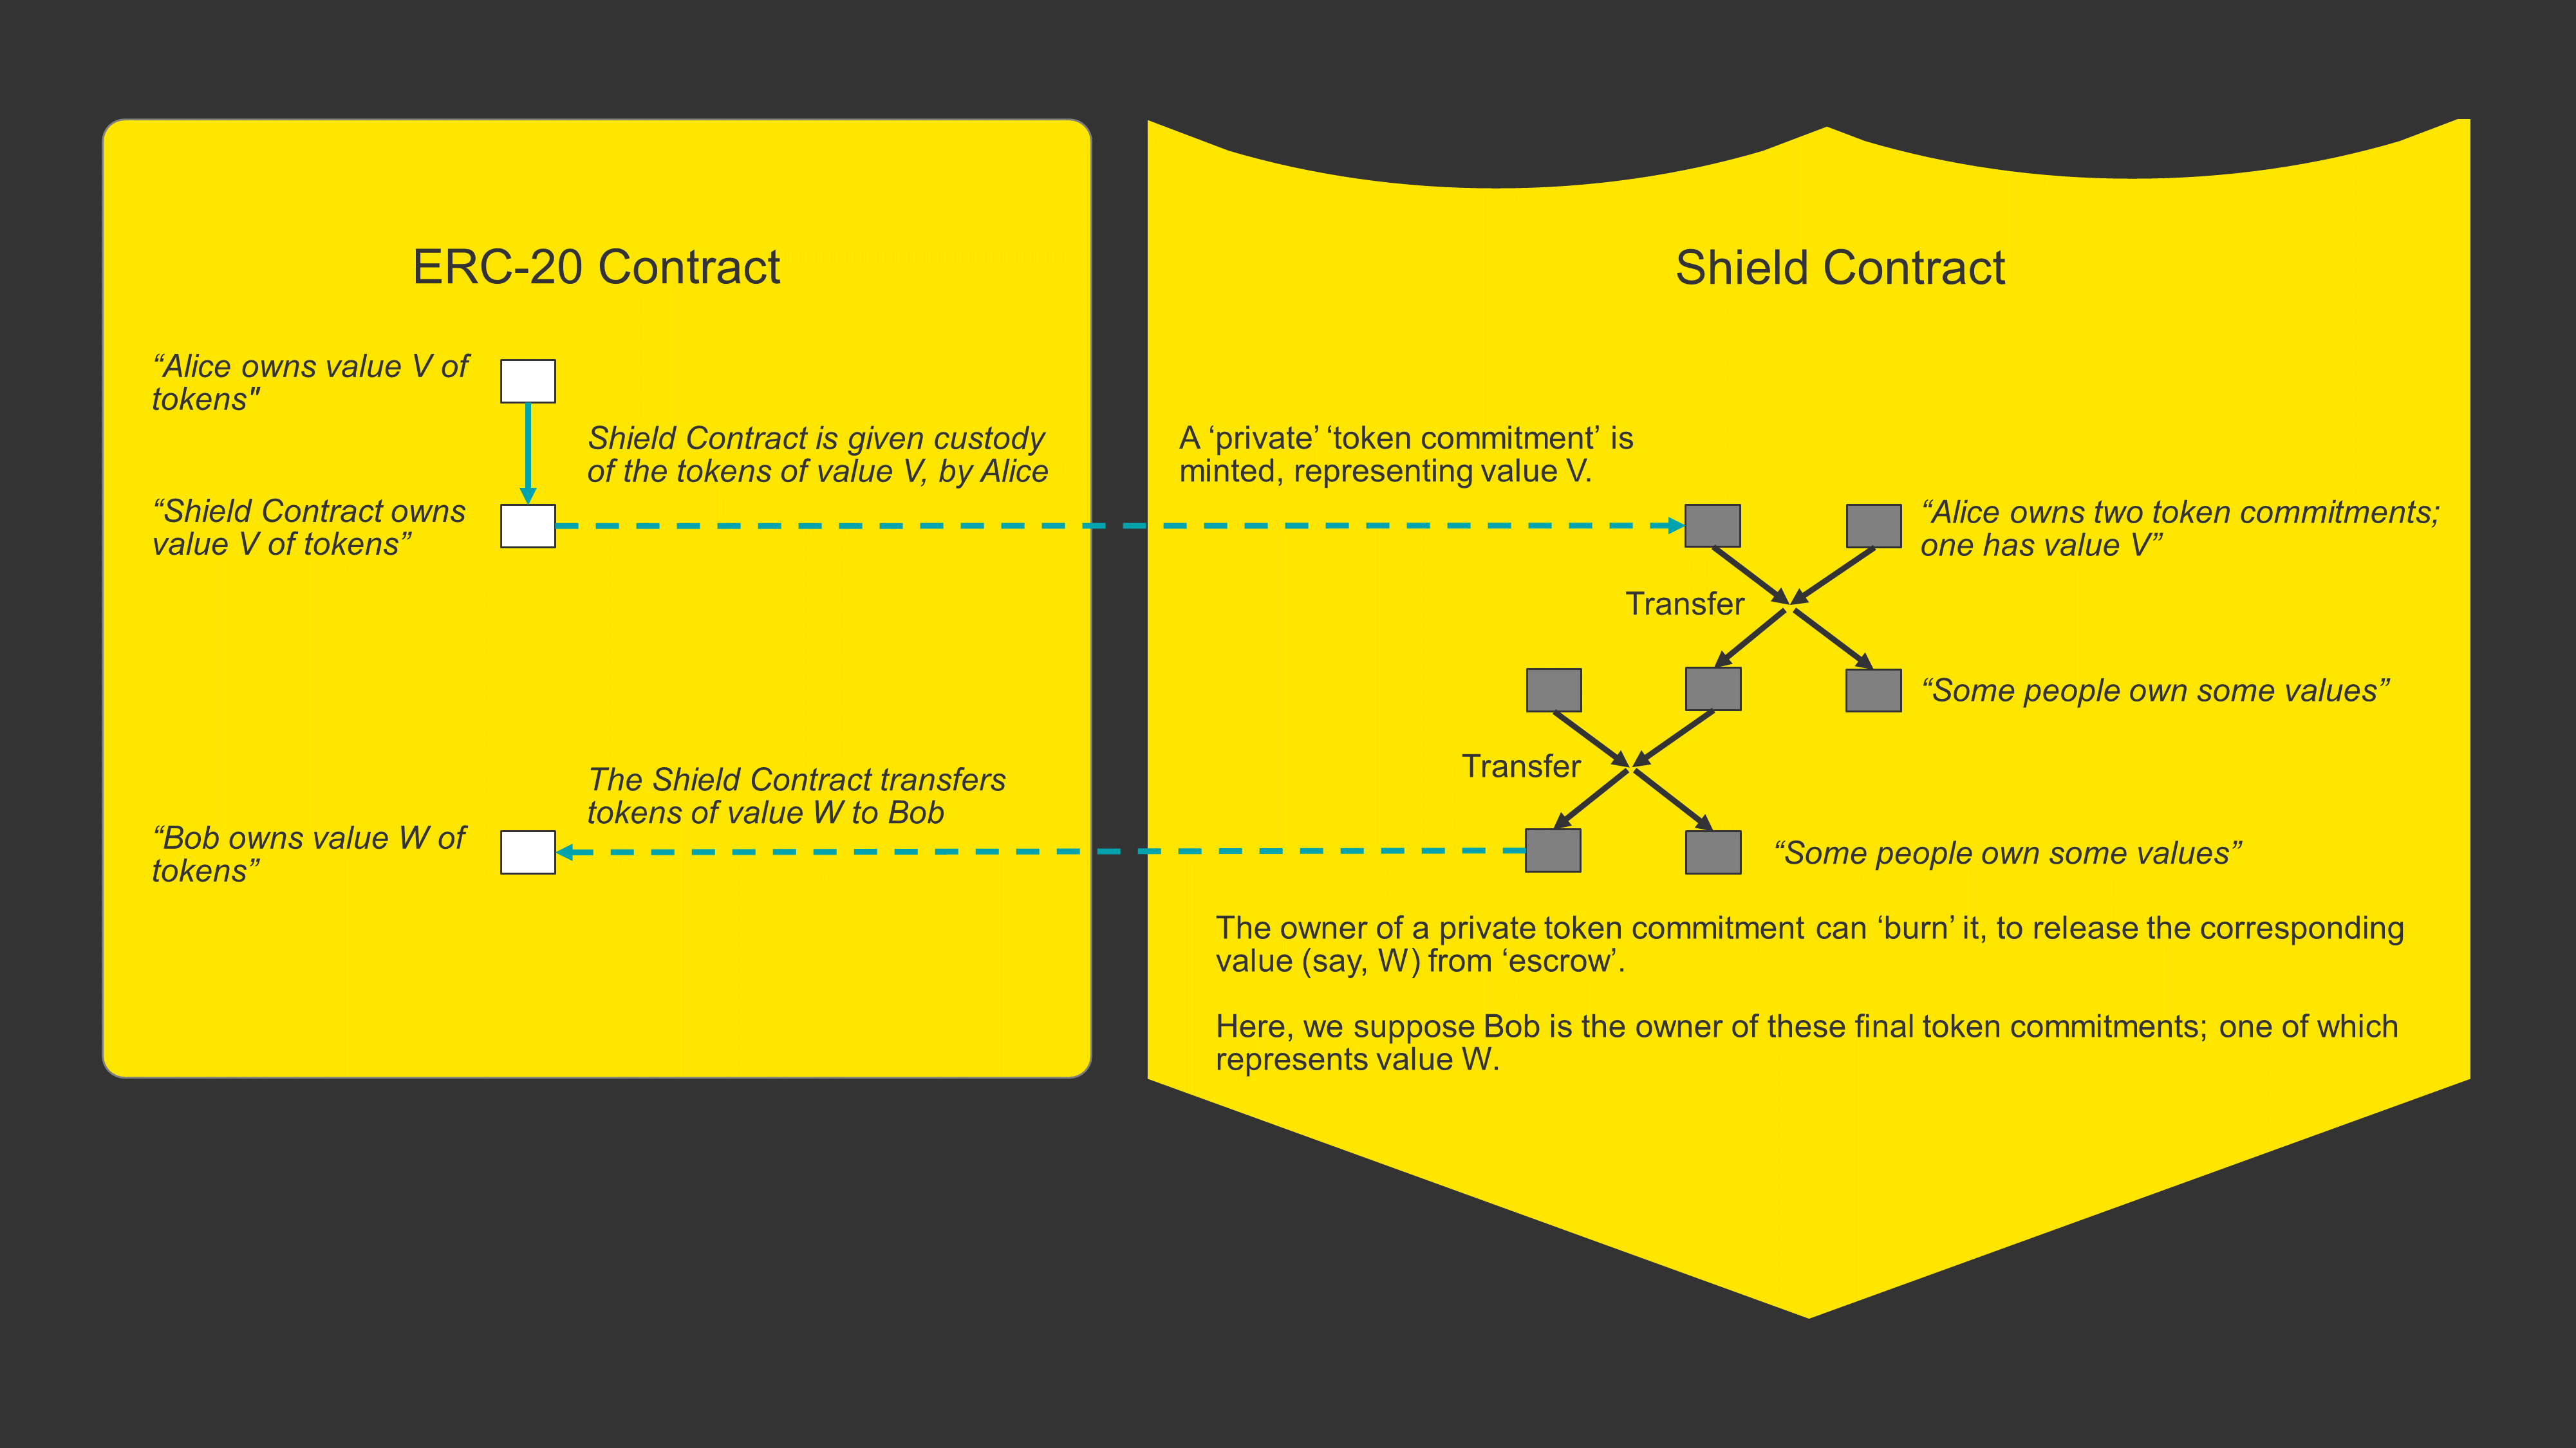 ERC-20 Contract
“Alice owns value V of
tokens"
Shield Contract is given custody
of the tokens of value V, by Alice
“Shield Contract owns
value V of tokens”
The Shield Contract transfers
tokens of value W to Bob
“Bob owns value W of
tokens”
Shield Contract
A ‘private’ ‘token commitment’ is
minted, representing value V.
“Alice owns two token commitments;
one has value V”
Transfer
“Some people own some values”
Transfer
“Some people own some values”
The owner of a private token commitment can ‘burn’ it, to release the corresponding
value (say, W) from ‘escrow’.
Here, we suppose Bob is the owner of these final token commitments; one of which
represents value W.